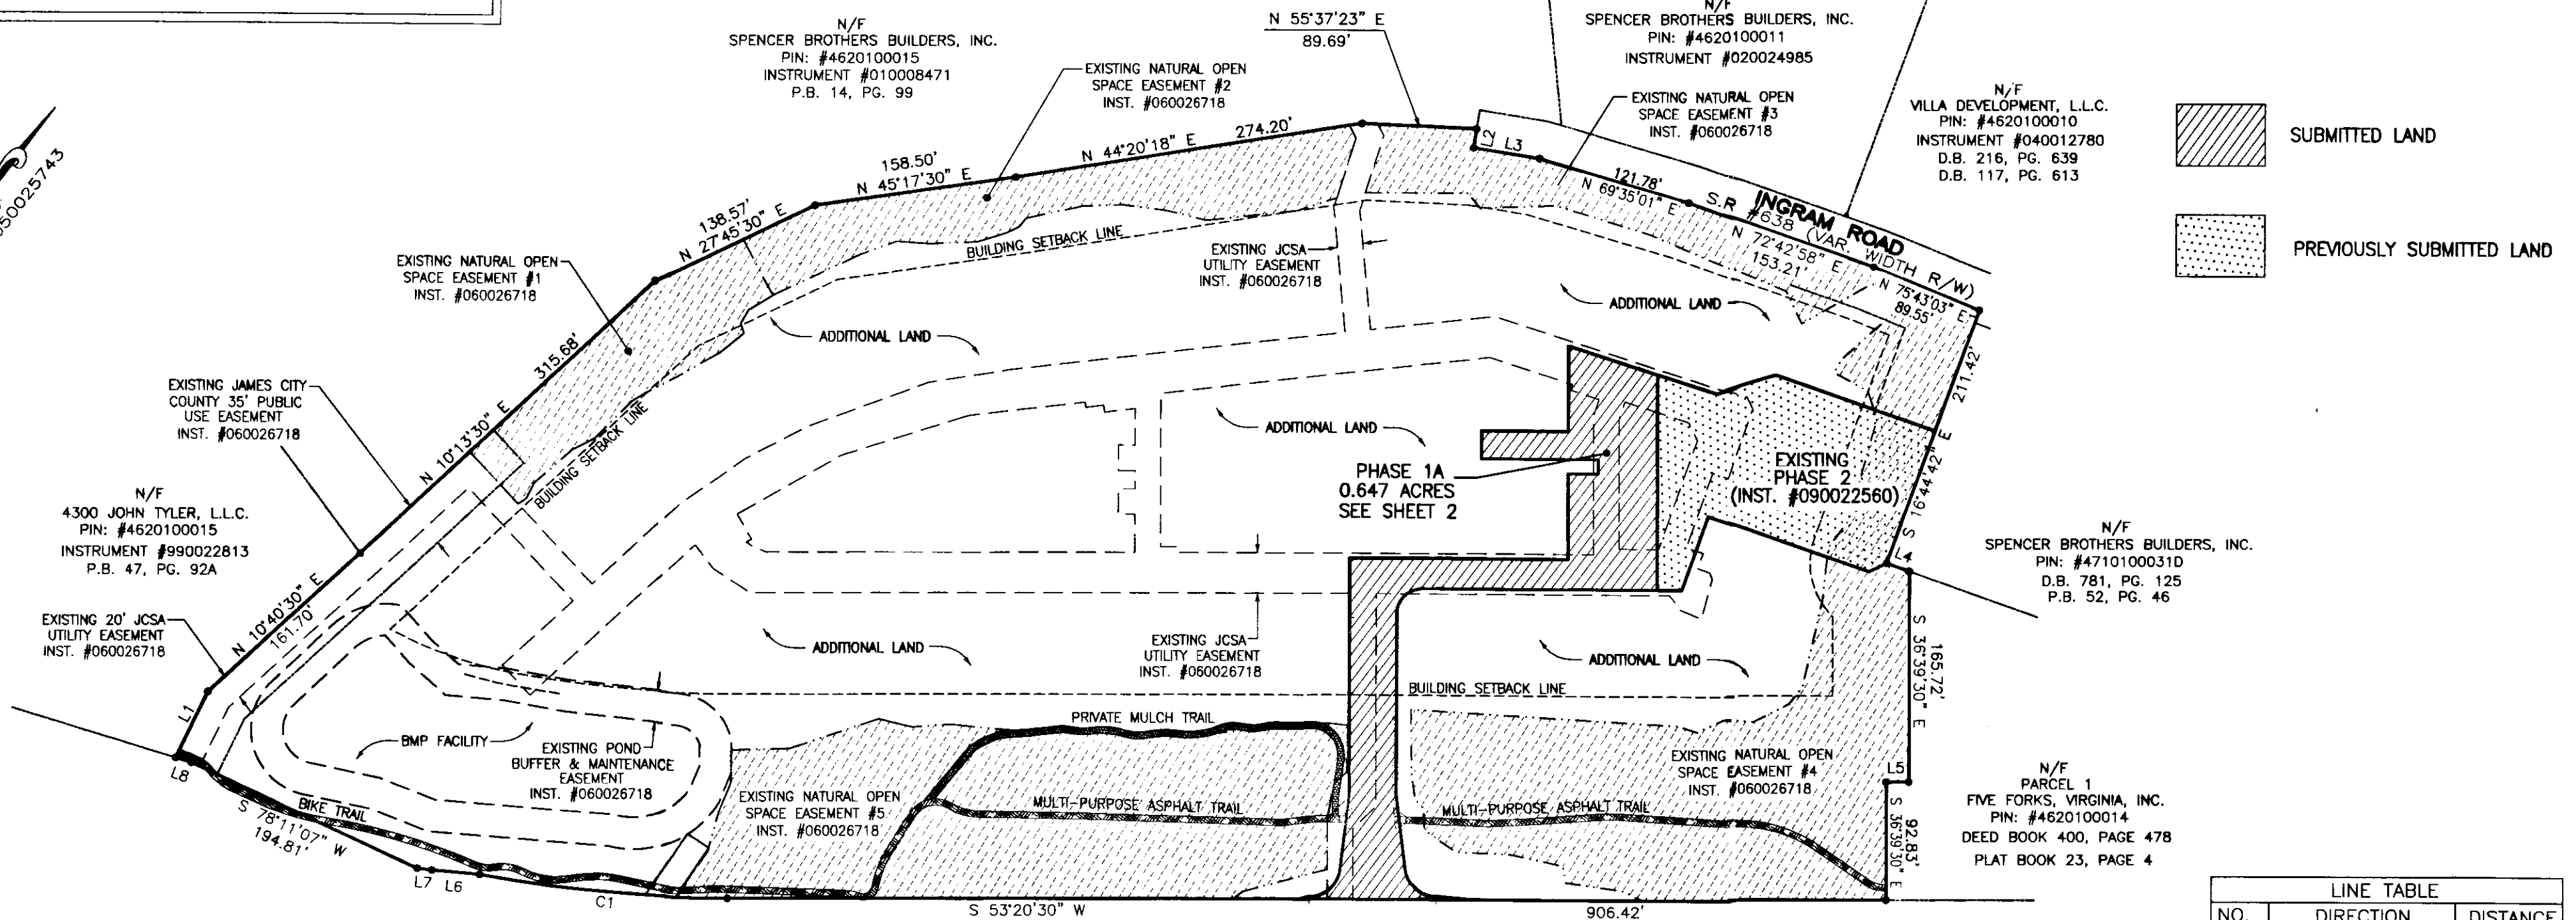 N/F
SPENCER BROTHERS BUILDERS, INC.
PIN: #4620100015
INSTRUMENT #010008471
P.B. 14, PG. 99
N 55°37'23" E
89.69'
N/F
SPENCER BROTHERS BUILDERS, INC.
PIN: #4620100011
INSTRUMENT #020024985
EXISTING NATURAL OPEN
SPACE EASEMENT #2
INST. #060026718
EXISTING NATURAL OPEN
SPACE EASEMENT #3
INST. #060026718
N/F
VILLA DEVELOPMENT, L.L.C.
PIN: #4620100010
INSTRUMENT #040012780
D.B. 216, PG. 639
D.B. 117, PG. 613
SUBMITTED LAND
PREVIOUSLY SUBMITTED LAND
L2
L3
274.20'
N 44°20'18" E
158.50'
N 45°17'30" E
138.57'
N 27°45'30" E
121.78'
N 69°35'01" E
S.R. #638 (VAR. WIDTH R/W)
INGRAM ROAD
N 72°42'58" E
153.21'
N 75°43'03" E
89.55'
211.42'
S 16°44'42" E
BUILDING SETBACK LINE
EXISTING JCSA
UTILITY EASEMENT
INST. #060026718
EXISTING NATURAL OPEN
SPACE EASEMENT #1
INST. #060026718
ADDITIONAL LAND
ADDITIONAL LAND
315.68'
N 10°13'30" E
EXISTING JAMES CITY
COUNTY 35' PUBLIC
USE EASEMENT
INST. #060026718
BUILDING SETBACK LINE
ADDITIONAL LAND
PHASE 1A
0.647 ACRES
SEE SHEET 2
EXISTING
PHASE 2
(INST. #090022560)
N/F
4300 JOHN TYLER, L.L.C.
PIN: #4620100015
INSTRUMENT #990022813
P.B. 47, PG. 92A
N/F
SPENCER BROTHERS BUILDERS, INC.
PIN: #4710100031D
D.B. 781, PG. 125
P.B. 52, PG. 46
L4
N 10°40'30" E
161.70'
EXISTING 20' JCSA
UTILITY EASEMENT
INST. #060026718
ADDITIONAL LAND
EXISTING JCSA
UTILITY EASEMENT
INST. #060026718
ADDITIONAL LAND
165.72'
S 36°39'30" E
BUILDING SETBACK LINE
L1
PRIVATE MULCH TRAIL
BMP FACILITY
EXISTING POND
BUFFER & MAINTENANCE
EASEMENT
INST. #060026718
EXISTING NATURAL OPEN
SPACE EASEMENT #4
INST. #060026718
L5
L8
BIKE TRAIL
S 78°11'07" W
194.81'
EXISTING NATURAL OPEN
SPACE EASEMENT #5
INST. #060026718
MULTI-PURPOSE ASPHALT TRAIL
MULTI-PURPOSE ASPHALT TRAIL
92.83'
S 36°39'30" E
N/F
PARCEL 1
FIVE FORKS, VIRGINIA, INC.
PIN: #4620100014
DEED BOOK 400, PAGE 478
PLAT BOOK 23, PAGE 4
L7
L6
C1
S 53°20'30" W
906.42'
LINE TABLE
NO. DIRECTION DISTANCE